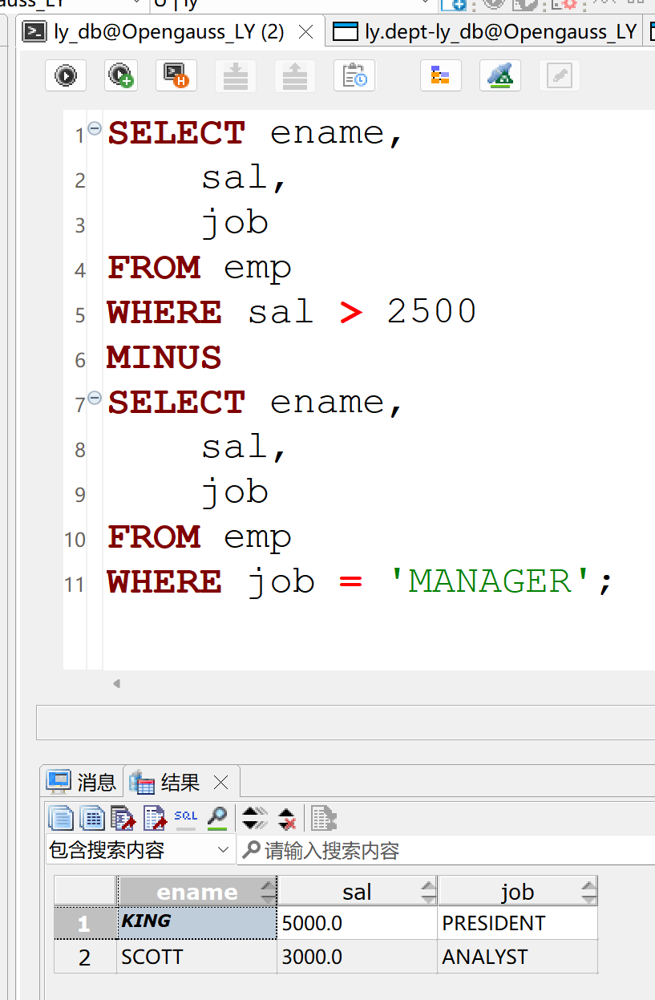 ly_db@Opengauss_LY (2)
ly.dept-ly_db@Opengauss_LY
H
1 SELECT ename,
2 sal,
3 job
4 FROM emp
5 WHERE sal > 2500
6 MINUS
7 SELECT ename,
8 sal,
9 job
10 FROM emp
11 WHERE job = 'MANAGER';
消息
结果
SQL
包含搜索内容
请输入搜索内容
ename sal job
1 KING 5000.0 PRESIDENT
2 SCOTT 3000.0 ANALYST